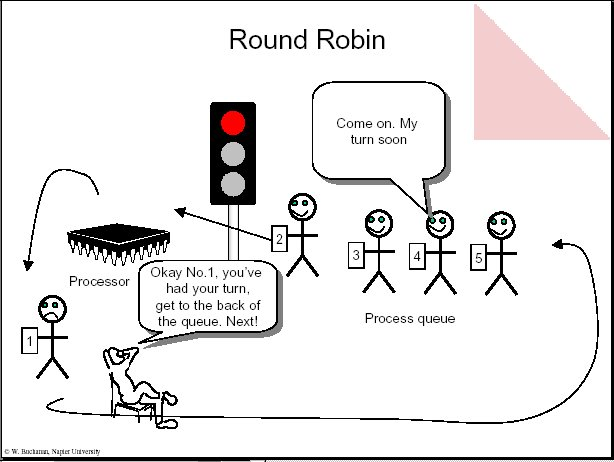 Round Robin
Come on. My
turn soon
2
3
4
5
Processor
Okay No.1, you've
had your turn,
get to the back of
the queue. Next!
Process queue
1
© W. Buchanan, Napier University